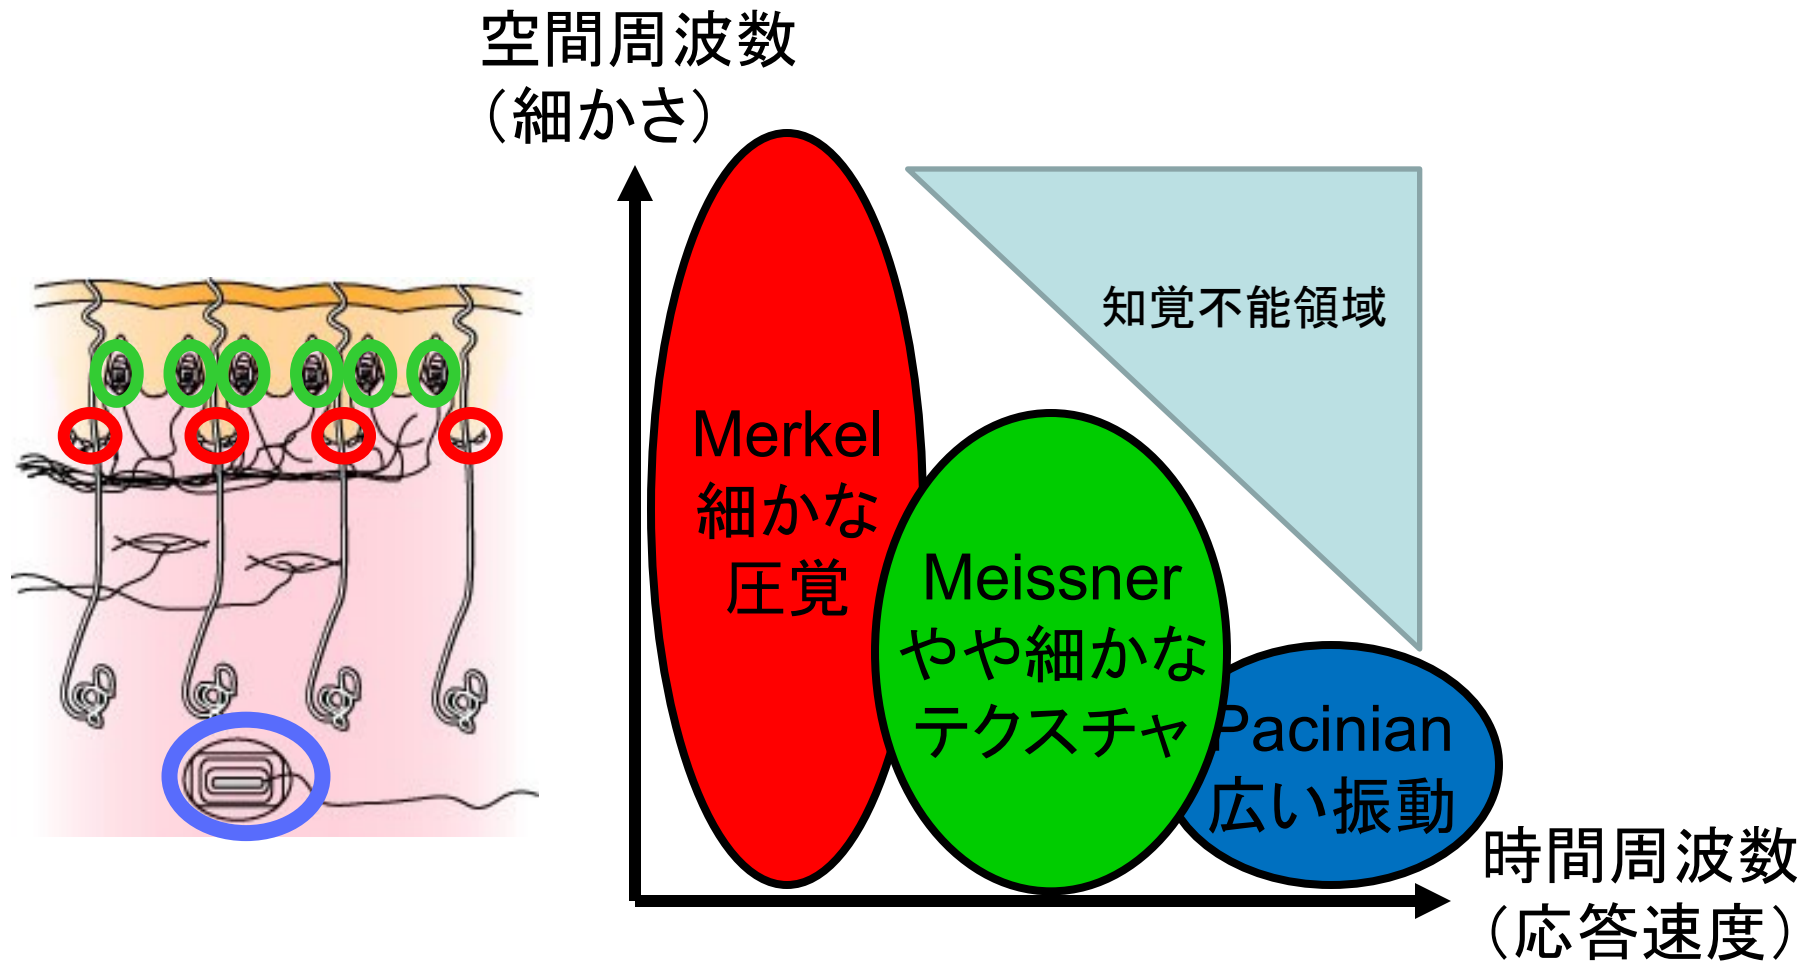 空間周波数
（細かさ）
知覚不能領域
Merkel
細かな
圧覚
Meissner
やや細かな
テクスチャ
Pacinian
広い振動
時間周波数
（応答速度）